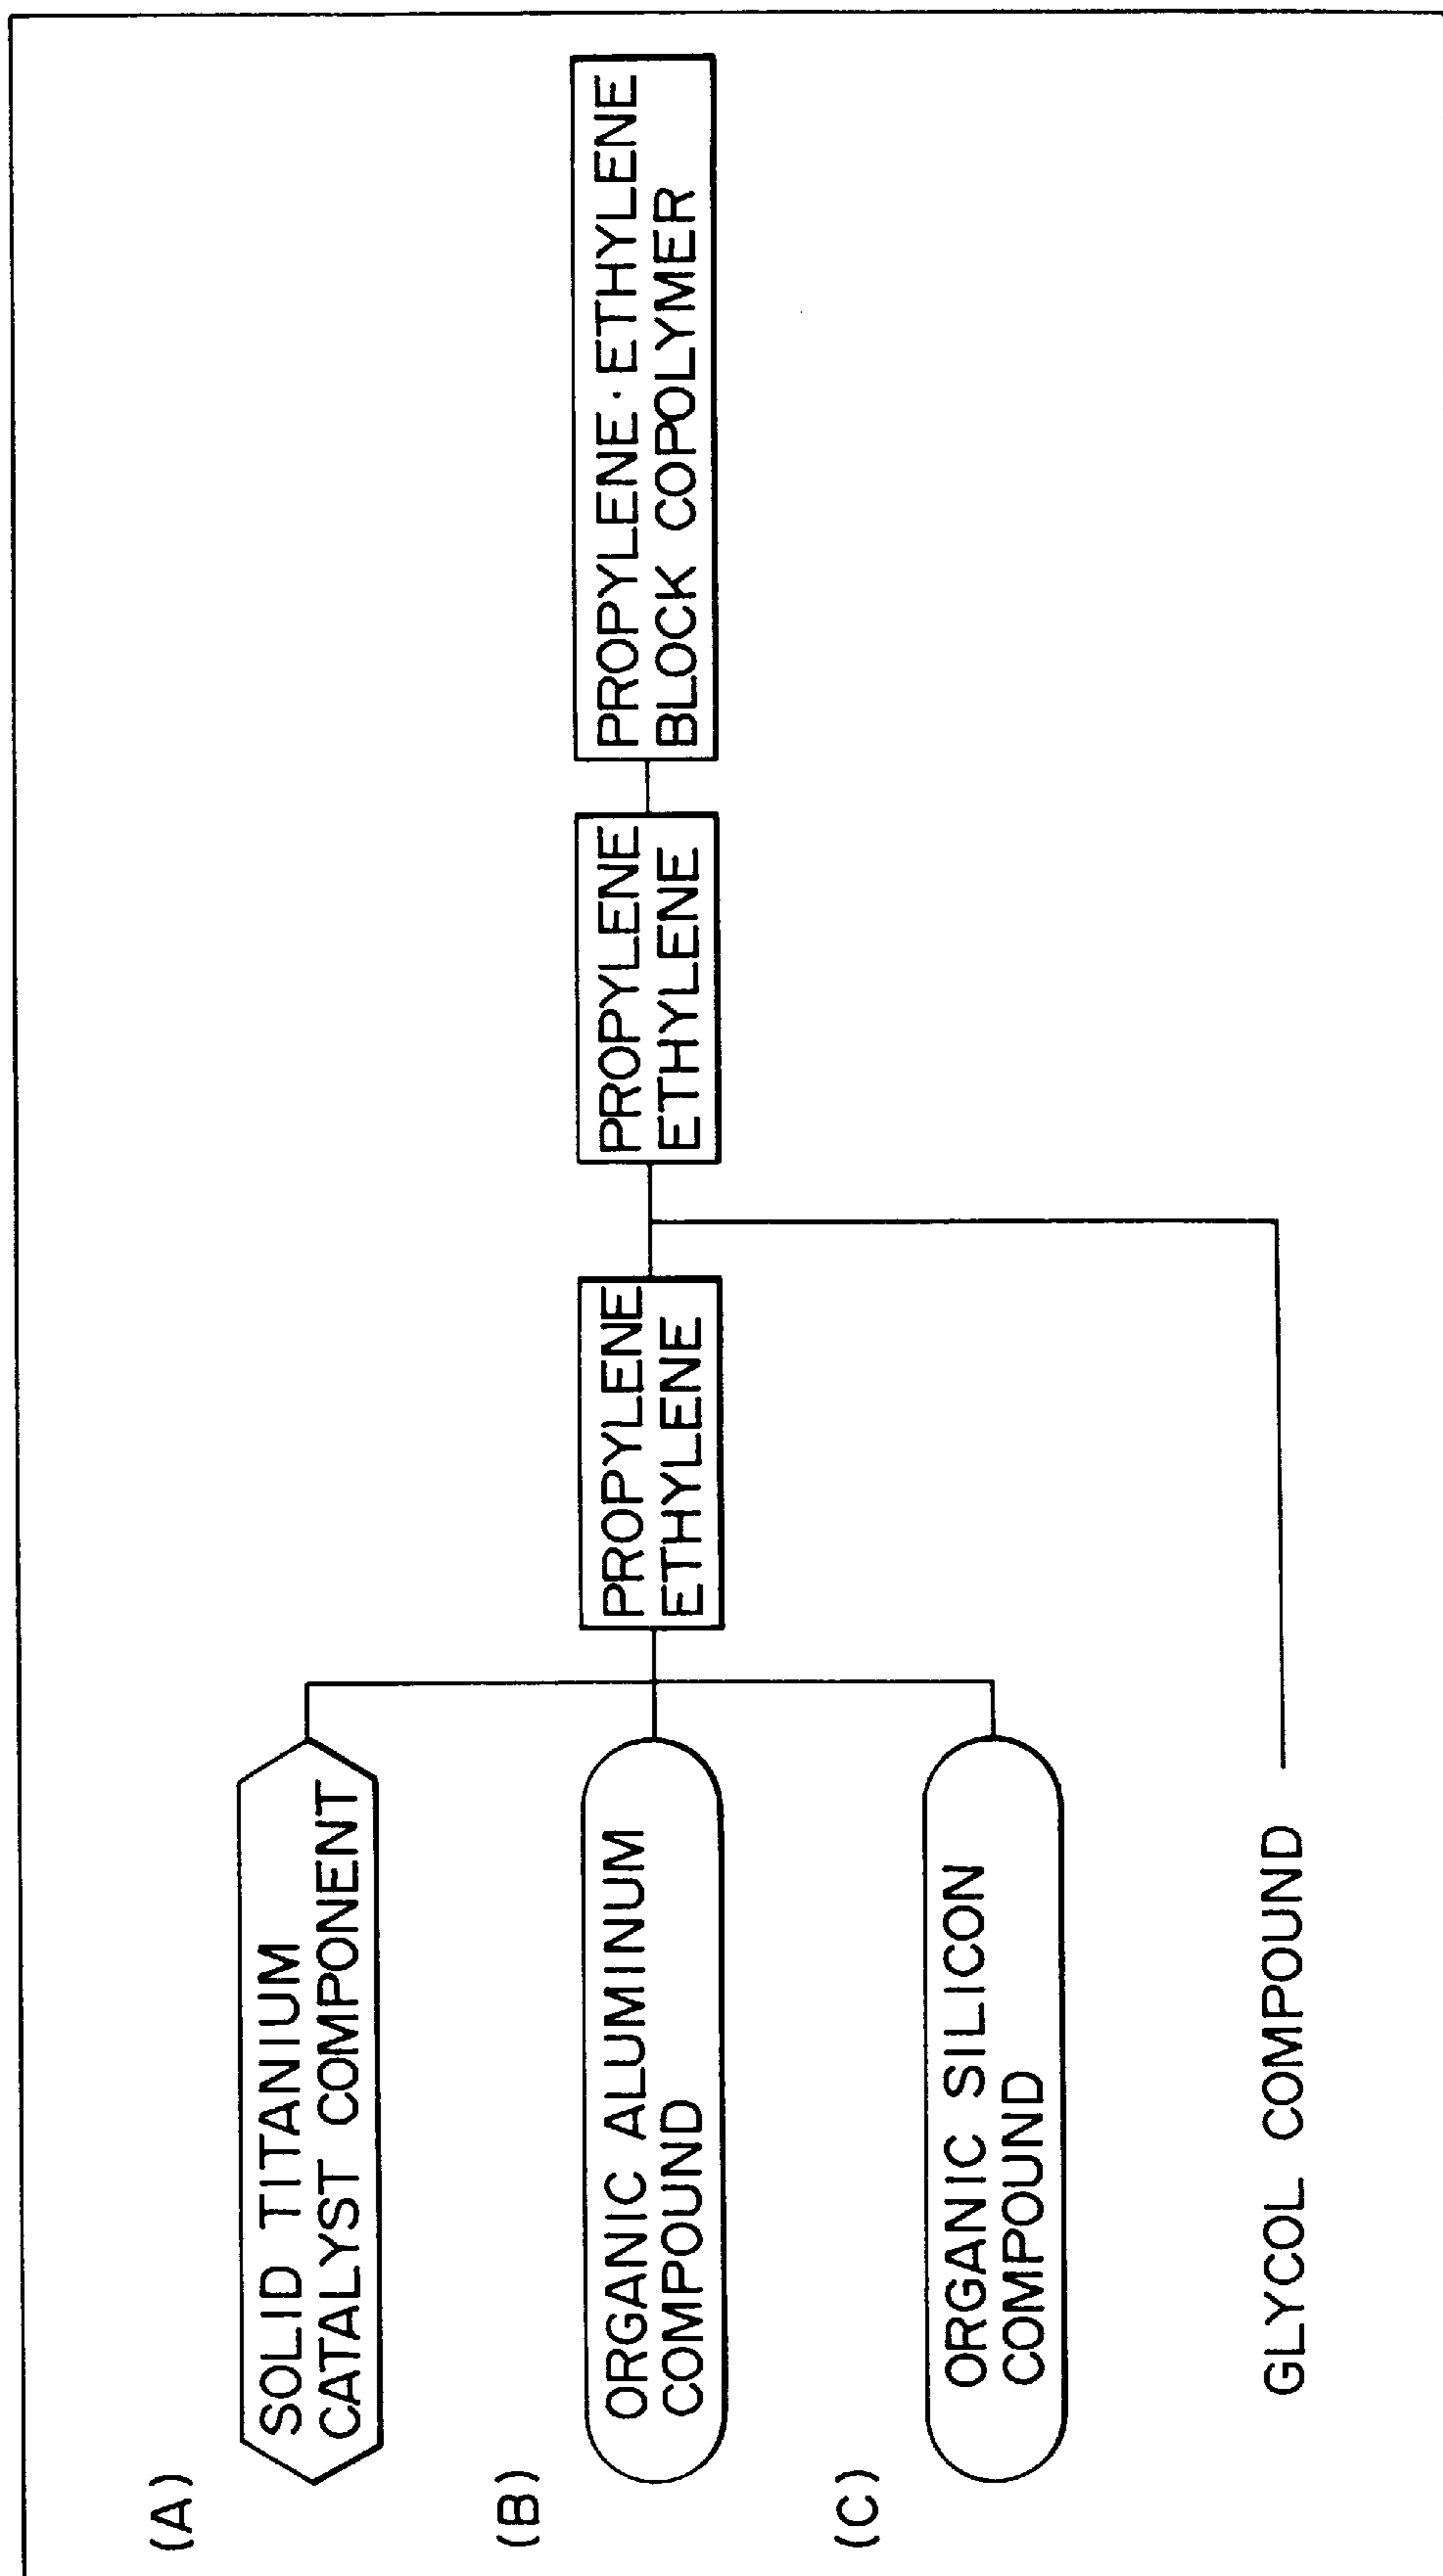 (A)
SOLID TITANIUM
CATALYST COMPONENT
(B)
ORGANIC ALUMINUM
COMPOUND
(C)
ORGANIC SILICON
COMPOUND
GLYCOL COMPOUND
PROPYLENE
ETHYLENE
PROPYLENE
ETHYLENE
PROPYLENE·ETHYLENE
BLOCK COPOLYMER